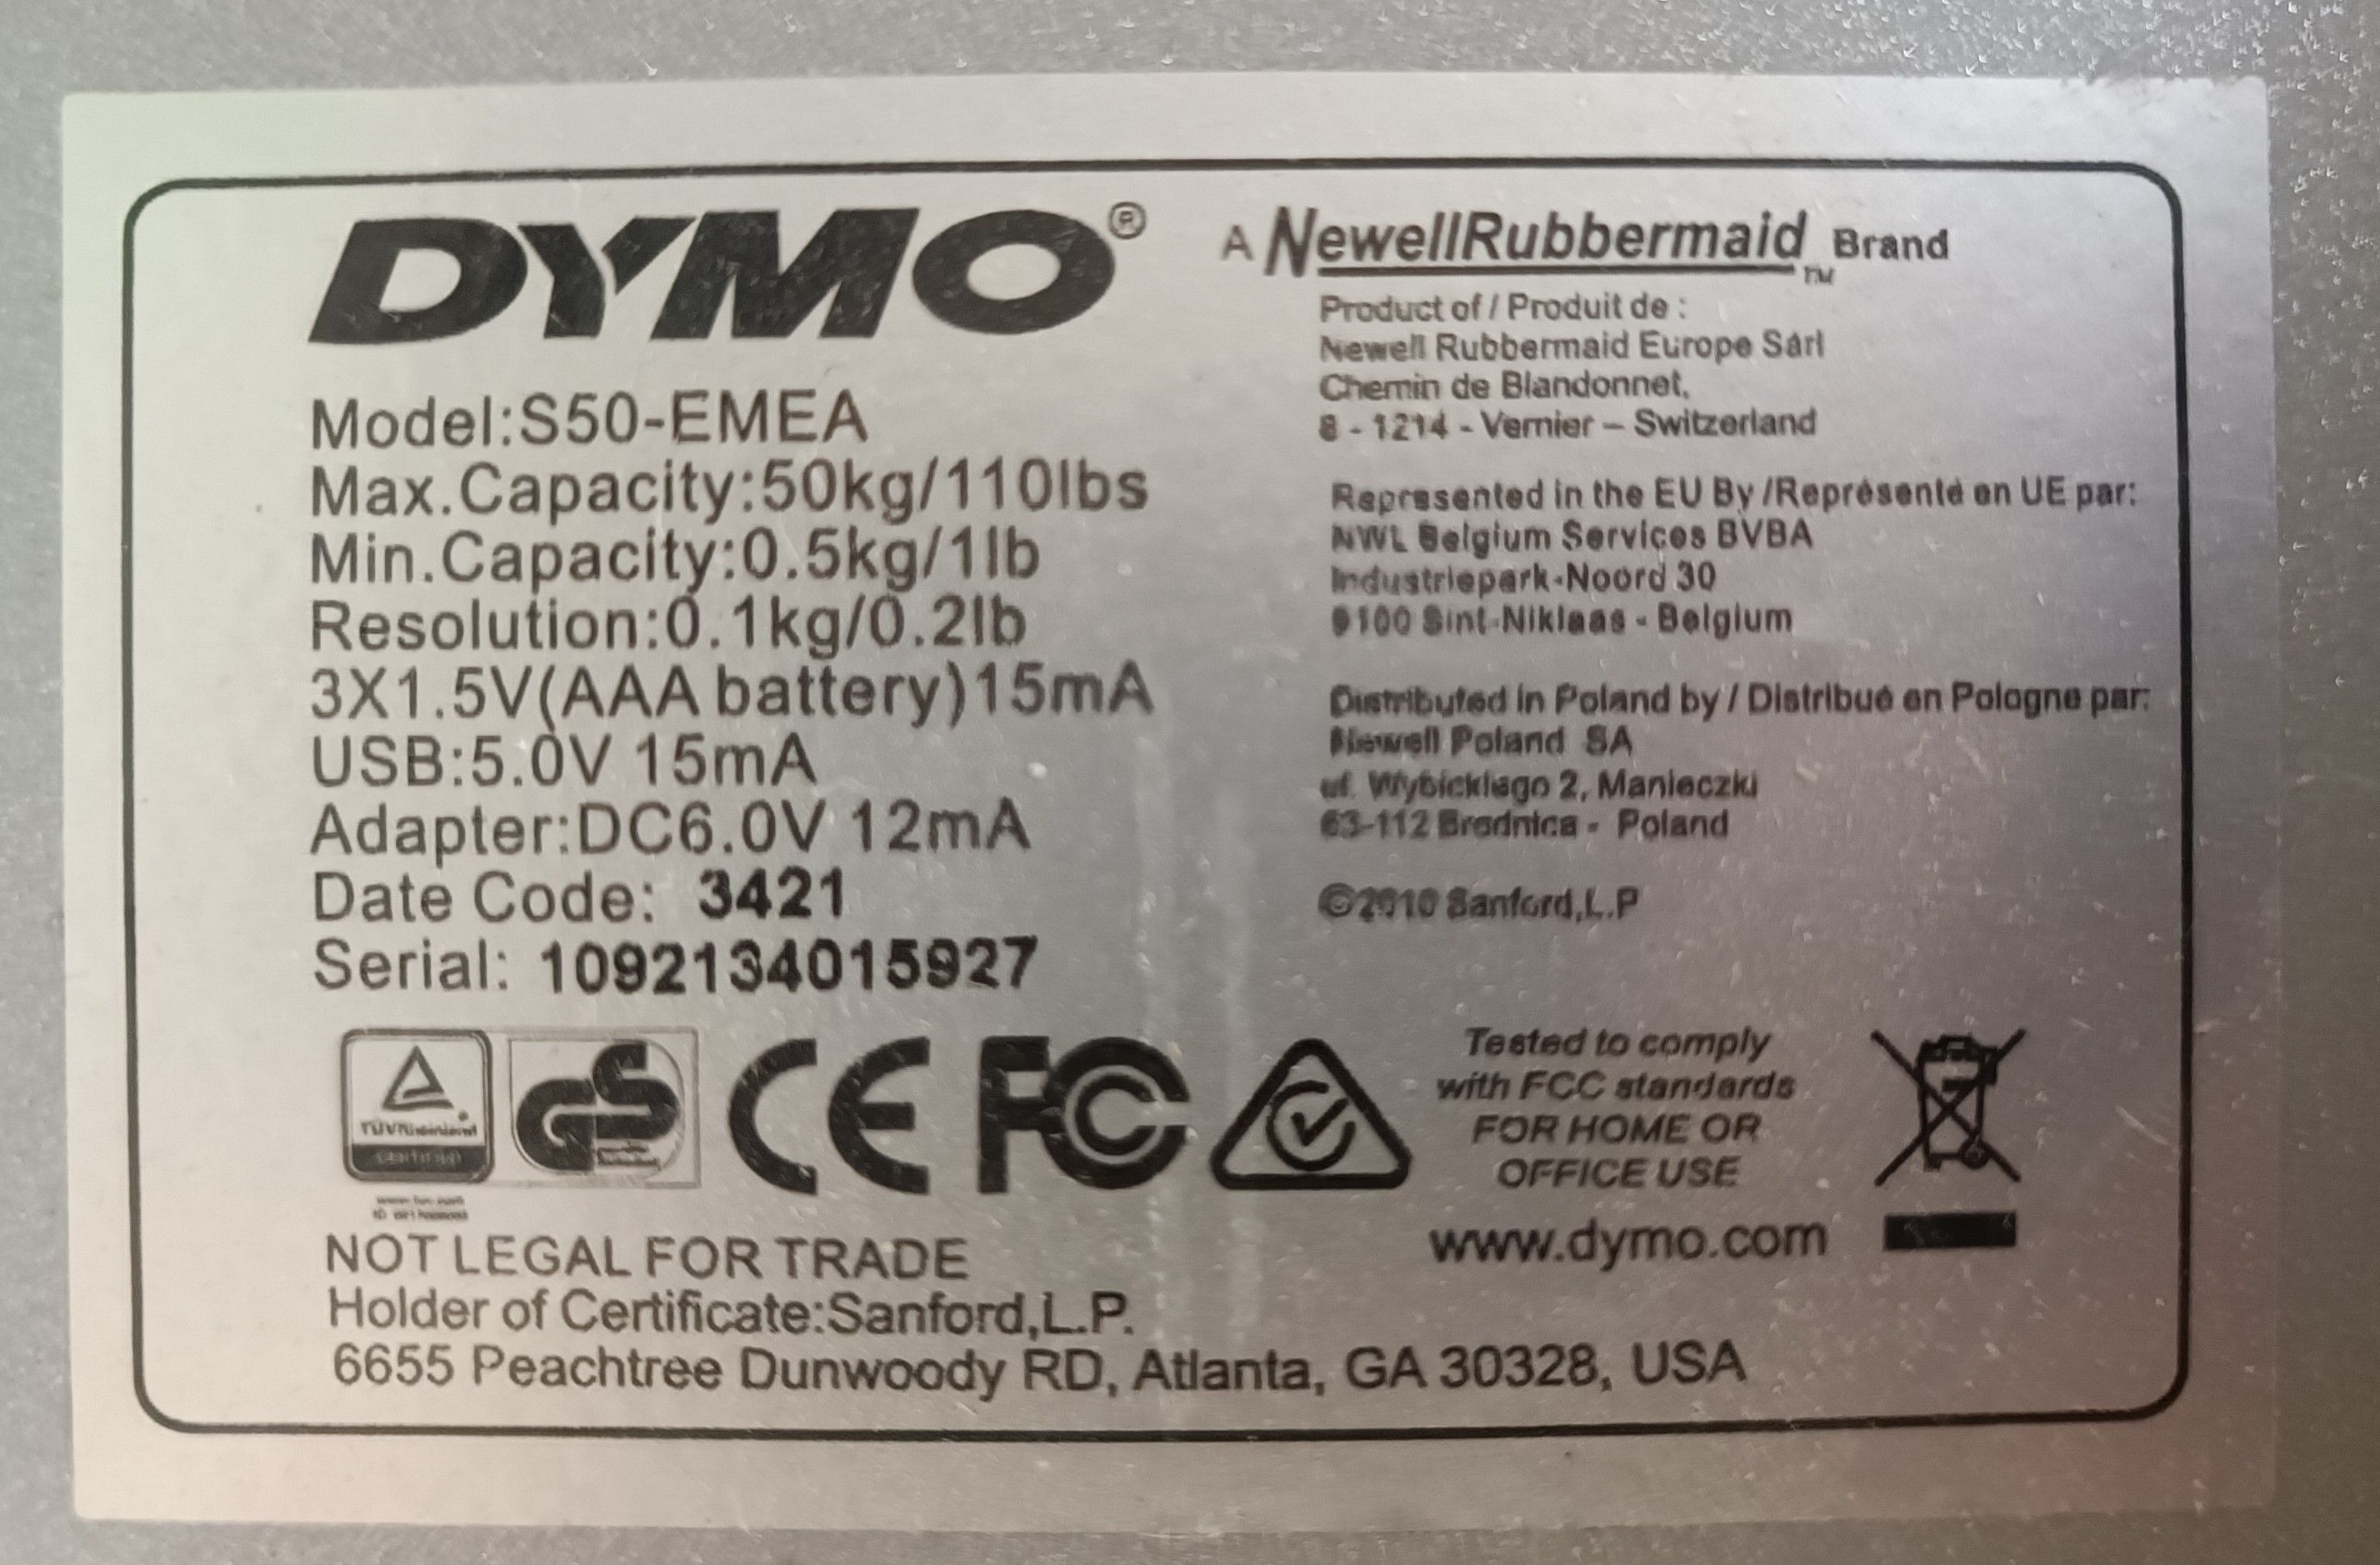 DYMO®
Model:S50-EMEA
Max.Capacity:50kg/110lbs
Min.Capacity:0.5kg/1lb
Resolution:0.1kg/0.2lb
3X1.5V(AAA battery)15mA
USB:5.0V 15mA
Adapter:DC6.0V 12mA
Date Code: 3421
Serial: 1092134015927
A NewellRubbermaid™ Brand
Product of / Produit de :
Newell Rubbermaid Europe Sàrl
Chemin de Blandonnet,
8 - 1214 - Vernier – Switzerland
Represented in the EU By /Représenté en UE par:
NWL Belgium Services BVBA
Industriepark-Noord 30
9100 Sint-Niklaas - Belgium
Distributed in Poland by / Distribué en Pologne par:
Newell Poland SA
ul. Wybickiego 2, Manieczki
63-112 Brodnica - Poland
©2010 Sanford,L.P
TÜVRheinland
GS
CE
FC
Tested to comply
with FCC standards
FOR HOME OR
OFFICE USE
www.dymo.com
NOT LEGAL FOR TRADE
Holder of Certificate:Sanford,L.P.
6655 Peachtree Dunwoody RD, Atlanta, GA 30328, USA